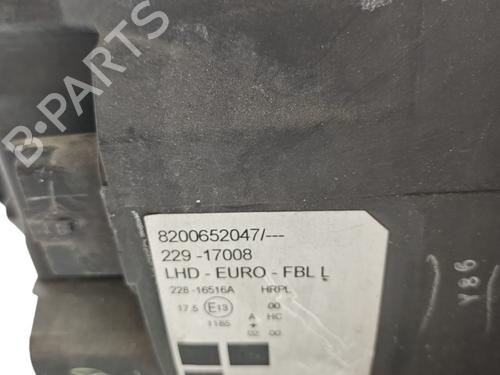 B-PARTS
8200652047/---
229 -17008
LHD - EURO - FBL L
228 -16516A HRPL
17.5 E13 00
1165 A HC
02 00
Y86